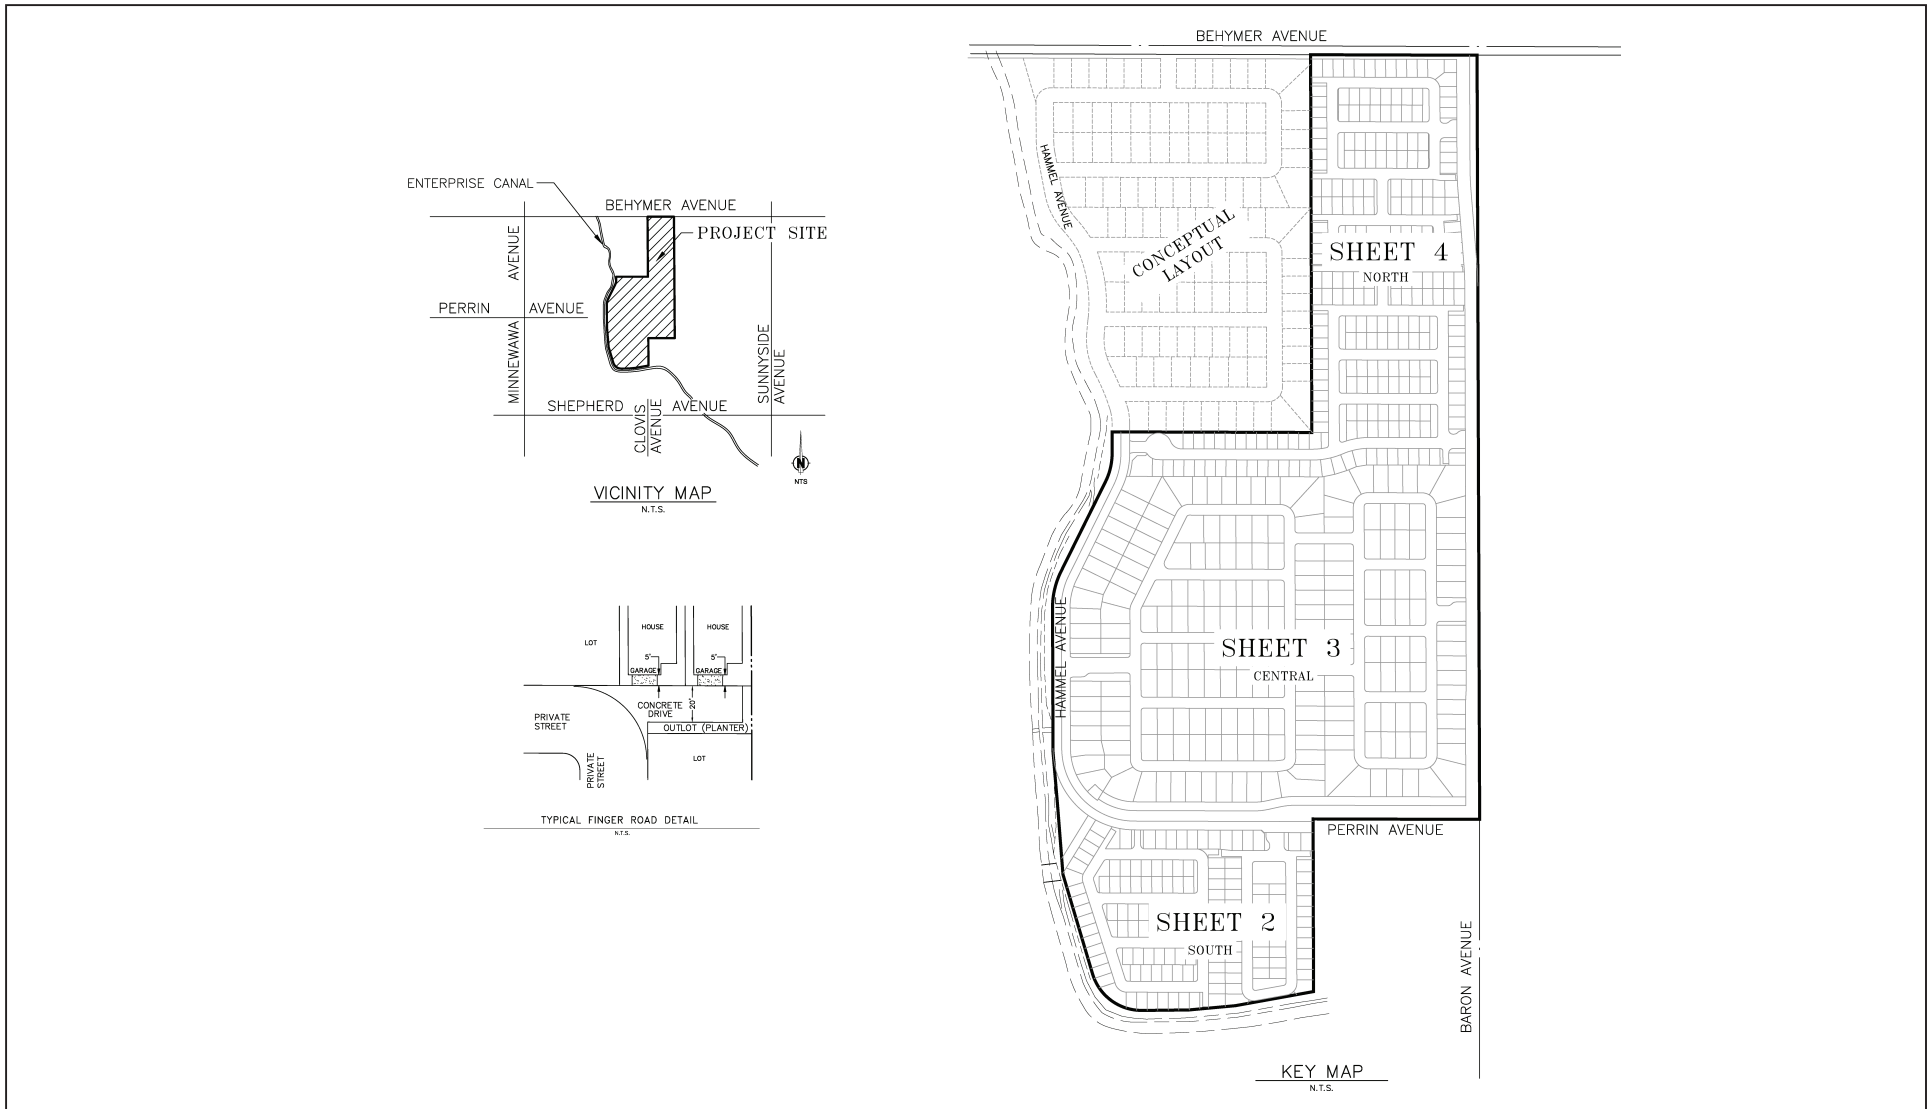 ENTERPRISE CANAL
BEHYMER AVENUE
PROJECT SITE
AVENUE
PERRIN AVENUE
MINNEWAWA
SUNNYSIDE
AVENUE
SHEPHERD AVENUE
CLOVIS
AVENUE
N
NTS
VICINITY MAP
N.T.S.
LOT
HOUSE
HOUSE
5'
5'
GARAGE
GARAGE
CONCRETE
DRIVE
20'
PRIVATE
STREET
OUTLOT (PLANTER)
PRIVATE
STREET
LOT
TYPICAL FINGER ROAD DETAIL
N.T.S.
BEHYMER AVENUE
HAMMEL AVENUE
CONCEPTUAL
LAYOUT
SHEET 4
NORTH
HAMMEL AVENUE
SHEET 3
CENTRAL
PERRIN AVENUE
SHEET 2
SOUTH
BARON AVENUE
KEY MAP
N.T.S.